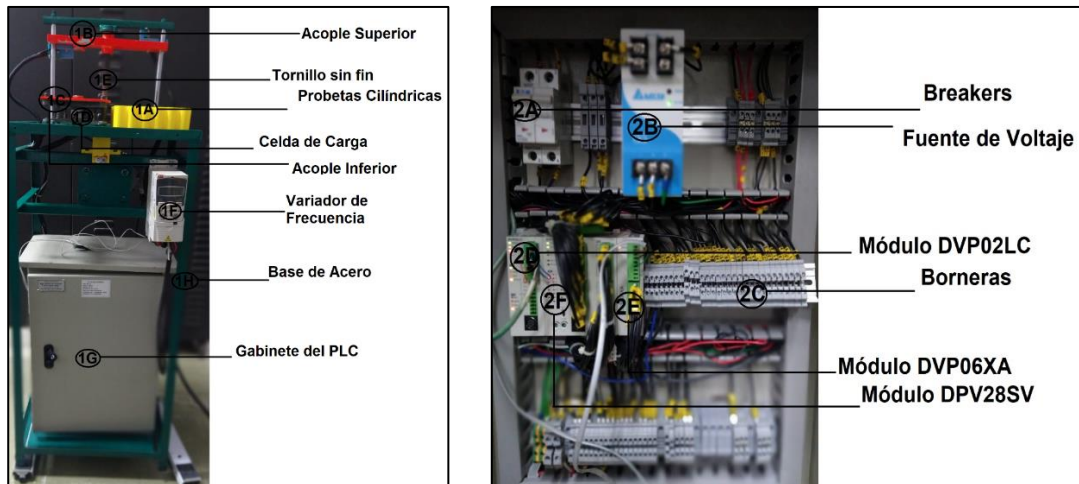 1B
Acople Superior
1E
Tornillo sin fin
1C
1A
Probetas Cilíndricas
1D
Celda de Carga
Acople Inferior
1F
Variador de
Frecuencia
1H
Base de Acero
1G
Gabinete del PLC
2A
Breakers
2B
Fuente de Voltaje
2D
Módulo DVP02LC
Borneras
2F
2E
2C
Módulo DVP06XA
Módulo DPV28SV